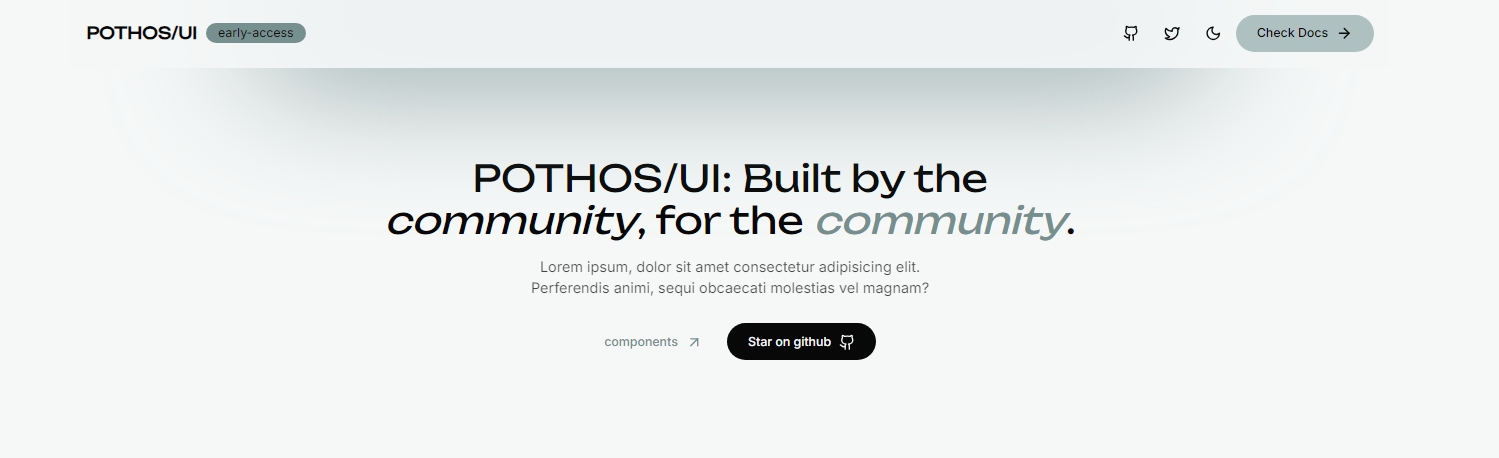 POTHOS/UI early-access Check Docs
POTHOS/UI: Built by the
community, for the community.
Lorem ipsum, dolor sit amet consectetur adipisicing elit.
Perferendis animi, sequi obcaecati molestias vel magnam?
components Star on github